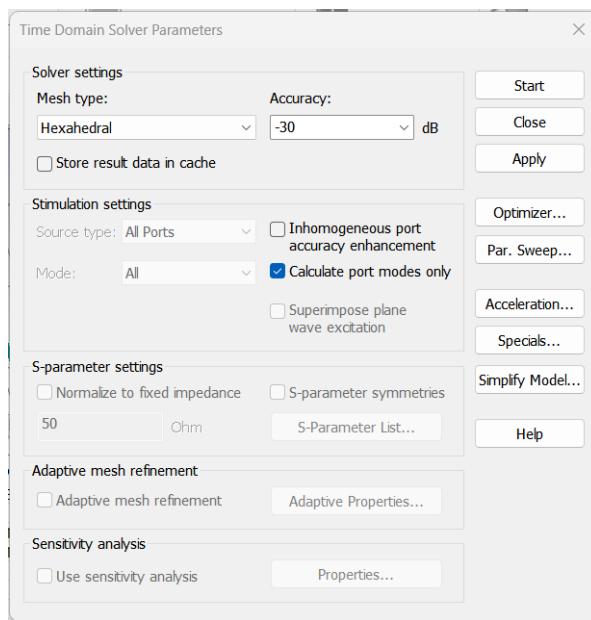 Time Domain Solver Parameters
Solver settings
Mesh type:
Accuracy:
Hexahedral
-30
dB
Store result data in cache
Start
Close
Apply
Stimulation settings
Source type:
All Ports
Inhomogeneous port
accuracy enhancement
Mode:
All
Calculate port modes only
Superimpose plane
wave excitation
Optimizer...
Par. Sweep...
Acceleration...
Specials...
Simplify Model...
Help
S-parameter settings
Normalize to fixed impedance
S-parameter symmetries
50
Ohm
S-Parameter List...
Adaptive mesh refinement
Adaptive mesh refinement
Adaptive Properties...
Sensitivity analysis
Use sensitivity analysis
Properties...